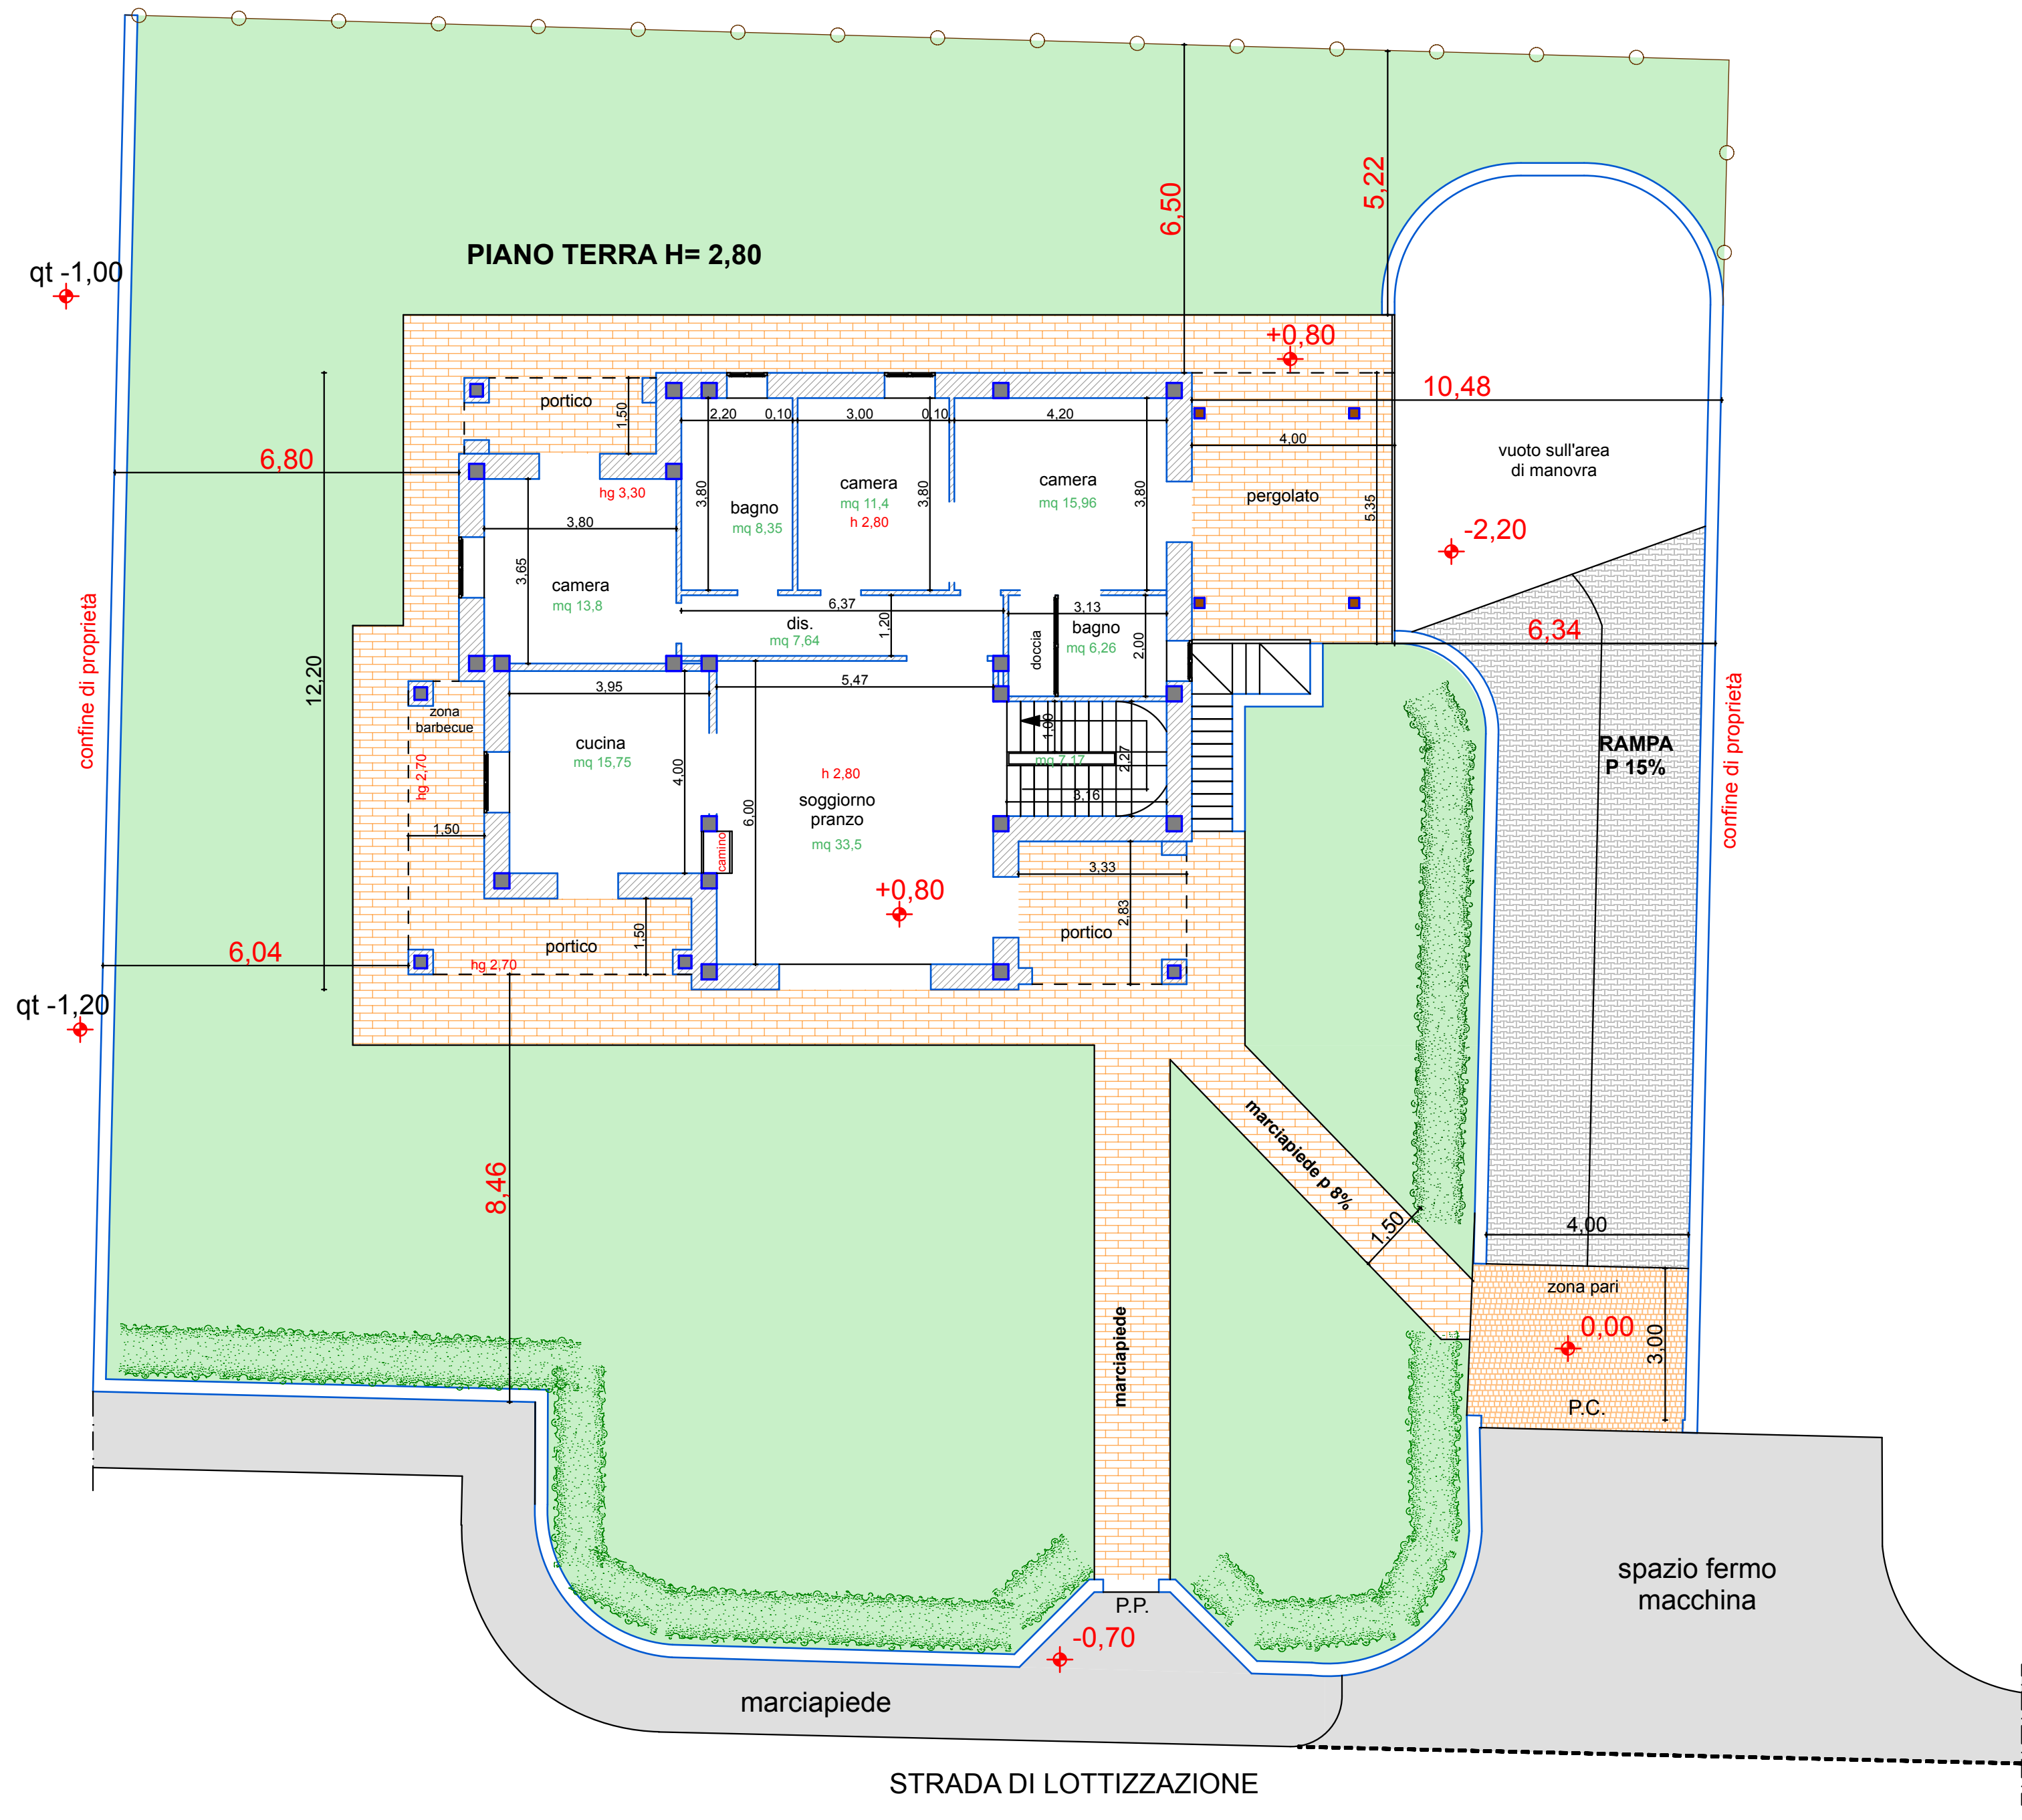 6,50
5,22
PIANO TERRA H= 2,80
qt -1,00
+0,80
10,48
portico
1,50
2,20
0,10
3,00
0,10
4,20
4,00
vuoto sull'area
di manovra
6,80
hg 3,30
3,80
camera
mq 11,4
h 2,80
3,80
camera
mq 15,96
3,80
pergolato
5,35
bagno
mq 8,35
3,80
-2,20
3,65
camera
mq 13,8
confine di proprietà
12,20
6,37
dis.
mq 7,64
1,20
3,13
bagno
mq 6,26
doccia
2,00
6,34
3,95
5,47
zona
barbecue
hg 2,70
cucina
mq 15,75
4,00
h 2,80
soggiorno
pranzo
mq 33,5
6,00
1,00
mq 7,17
2,27
3,16
RAMPA
P 15%
confine di proprietà
1,50
camino
3,33
+0,80
2,83
portico
portico
1,50
hg 2,70
6,04
qt -1,20
8,46
marciapiede p 8%
1,50
4,00
zona pari
0,00
3,00
P.C.
marciapiede
spazio fermo
macchina
P.P.
-0,70
marciapiede
STRADA DI LOTTIZZAZIONE